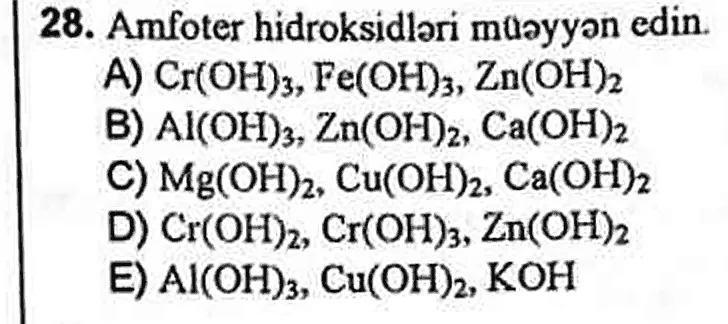 28. Amfoter hidroksidləri müəyyən edin.
A) Cr(OH)₃, Fe(OH)₃, Zn(OH)₂
B) Al(OH)₃, Zn(OH)₂, Ca(OH)₂
C) Mg(OH)₂, Cu(OH)₂, Ca(OH)₂
D) Cr(OH)₂, Cr(OH)₃, Zn(OH)₂
E) Al(OH)₃, Cu(OH)₂, KOH